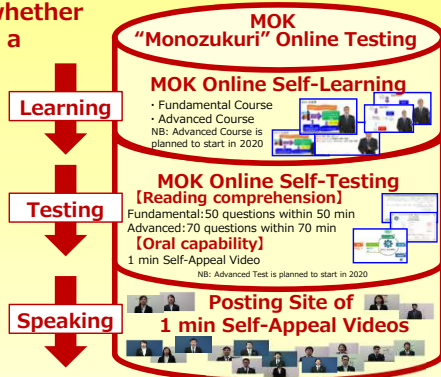 whether
a
MOK
“Monozukuri” Online Testing
Learning
MOK Online Self-Learning
・Fundamental Course
・Advanced Course
NB: Advanced Course is
planned to start in 2020
Testing
MOK Online Self-Testing
【Reading comprehension】
Fundamental:50 questions within 50 min
Advanced:70 questions within 70 min
【Oral capability】
1 min Self-Appeal Video
NB: Advanced Test is planned to start in 2020
Speaking
Posting Site of
1 min Self-Appeal Videos